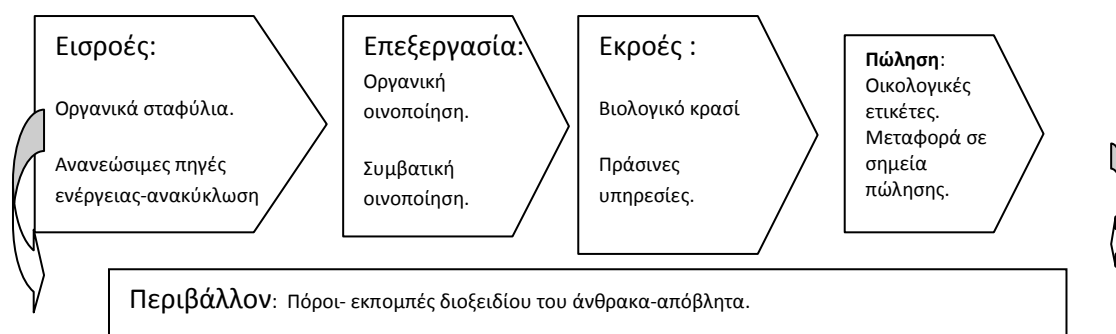 Εισροές:
Οργανικά σταφύλια.
Ανανεώσιμες πηγές
ενέργειας-ανακύκλωση
Επεξεργασία:
Οργανική
οινοποίηση.
Συμβατική
οινοποίηση.
Εκροές :
Βιολογικό κρασί
Πράσινες
υπηρεσίες.
Πώληση:
Οικολογικές
ετικέτες.
Μεταφορά σε
σημεία
πώλησης.
Περιβάλλον: Πόροι- εκπομπές διοξειδίου του άνθρακα-απόβλητα.